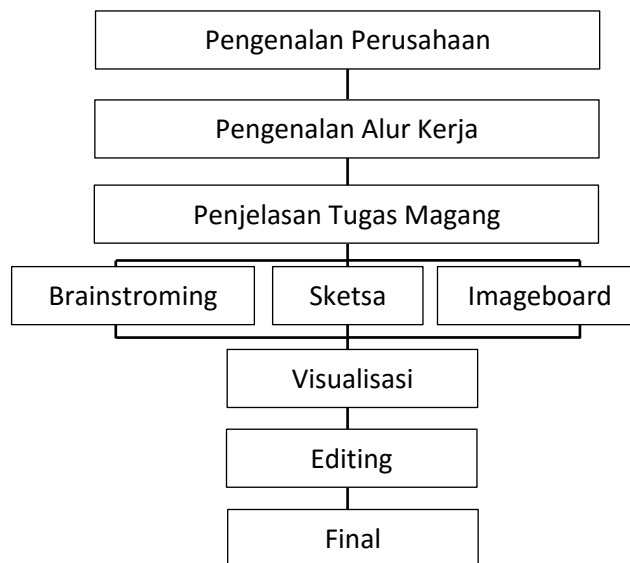 Pengenalan Perusahaan
Pengenalan Alur Kerja
Penjelasan Tugas Magang
Brainstroming
Sketsa
Imageboard
Visualisasi
Editing
Final